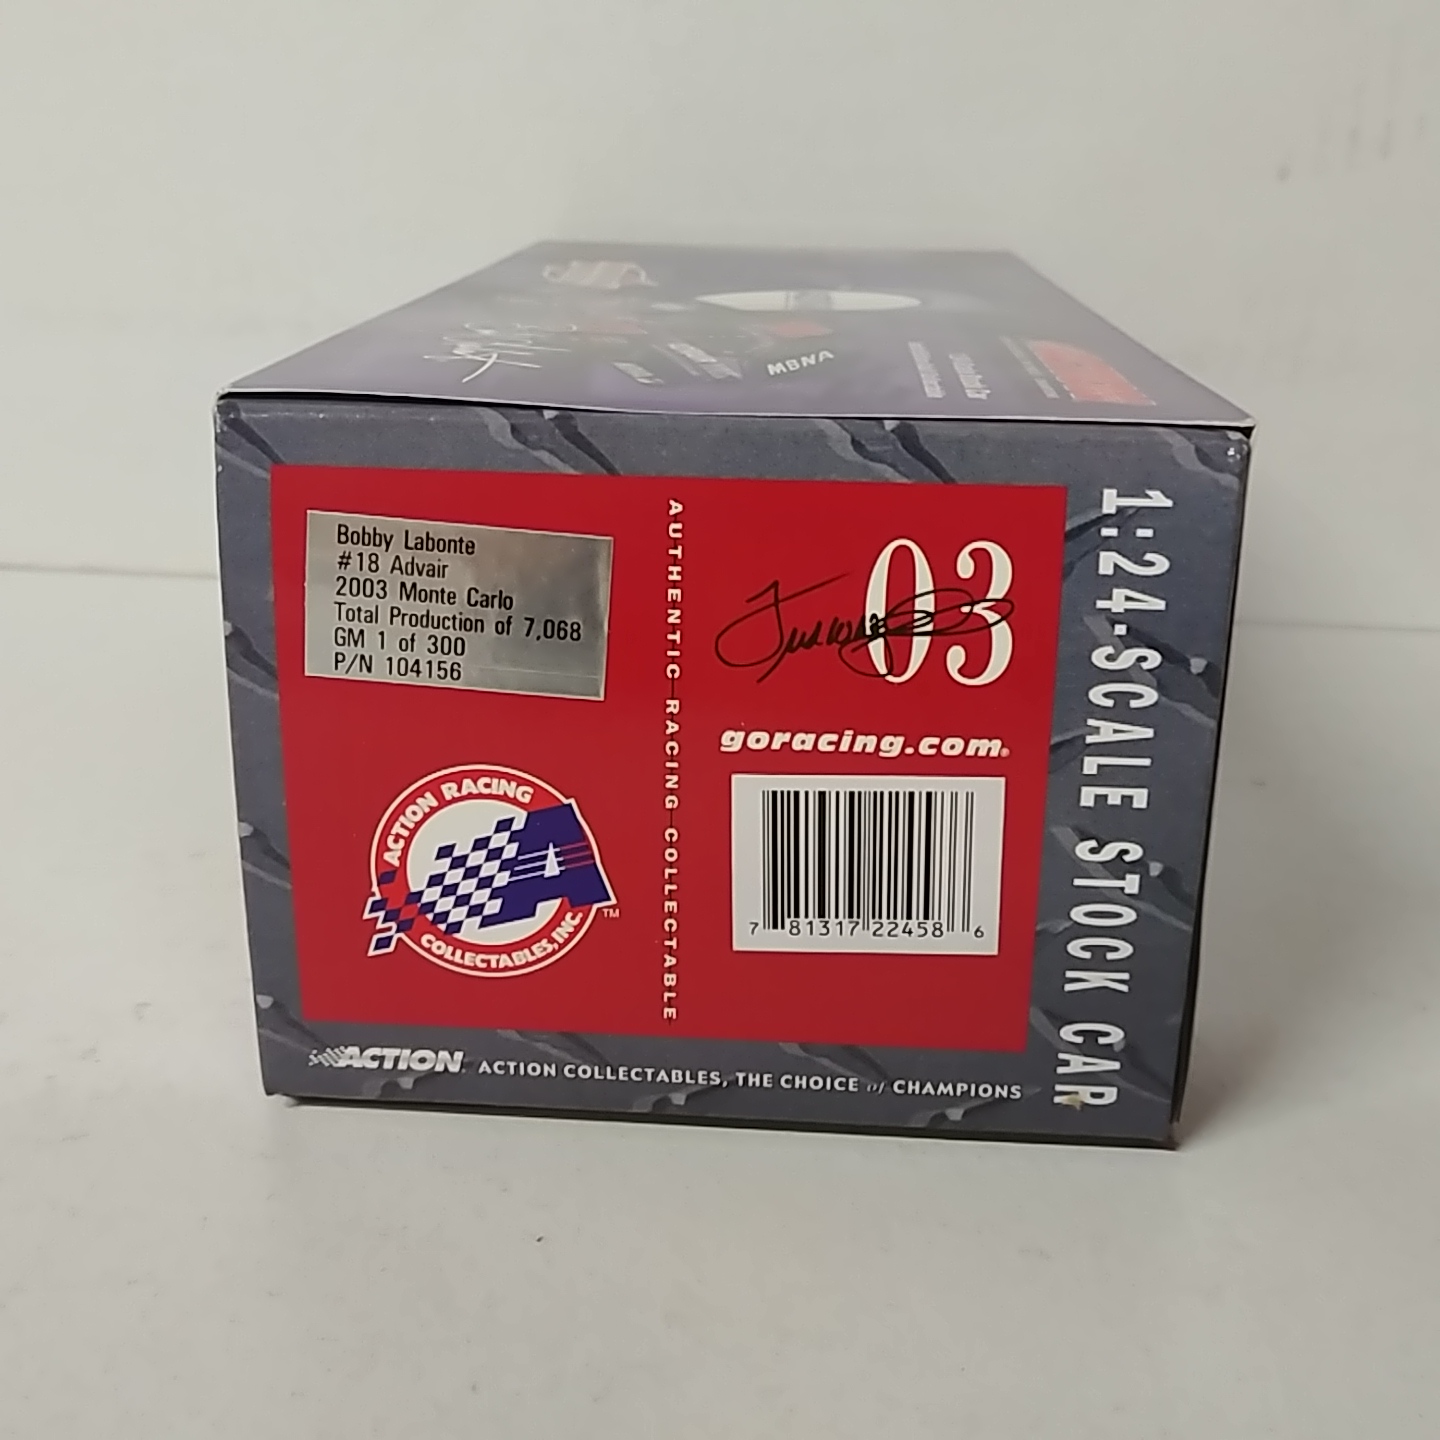 MBNA
Bobby Labonte
#18 Advair
2003 Monte Carlo
Total Production of 7,068
GM 1 of 300
P/N 104156
AUTHENTIC RACING COLLECTABLE
03
goracing.com
7 81317 22458 6
ACTION RACING
COLLECTABLES, INC.
TM
1:24-SCALE STOCK CAR
ACTION
ACTION COLLECTABLES, THE CHOICE of CHAMPIONS